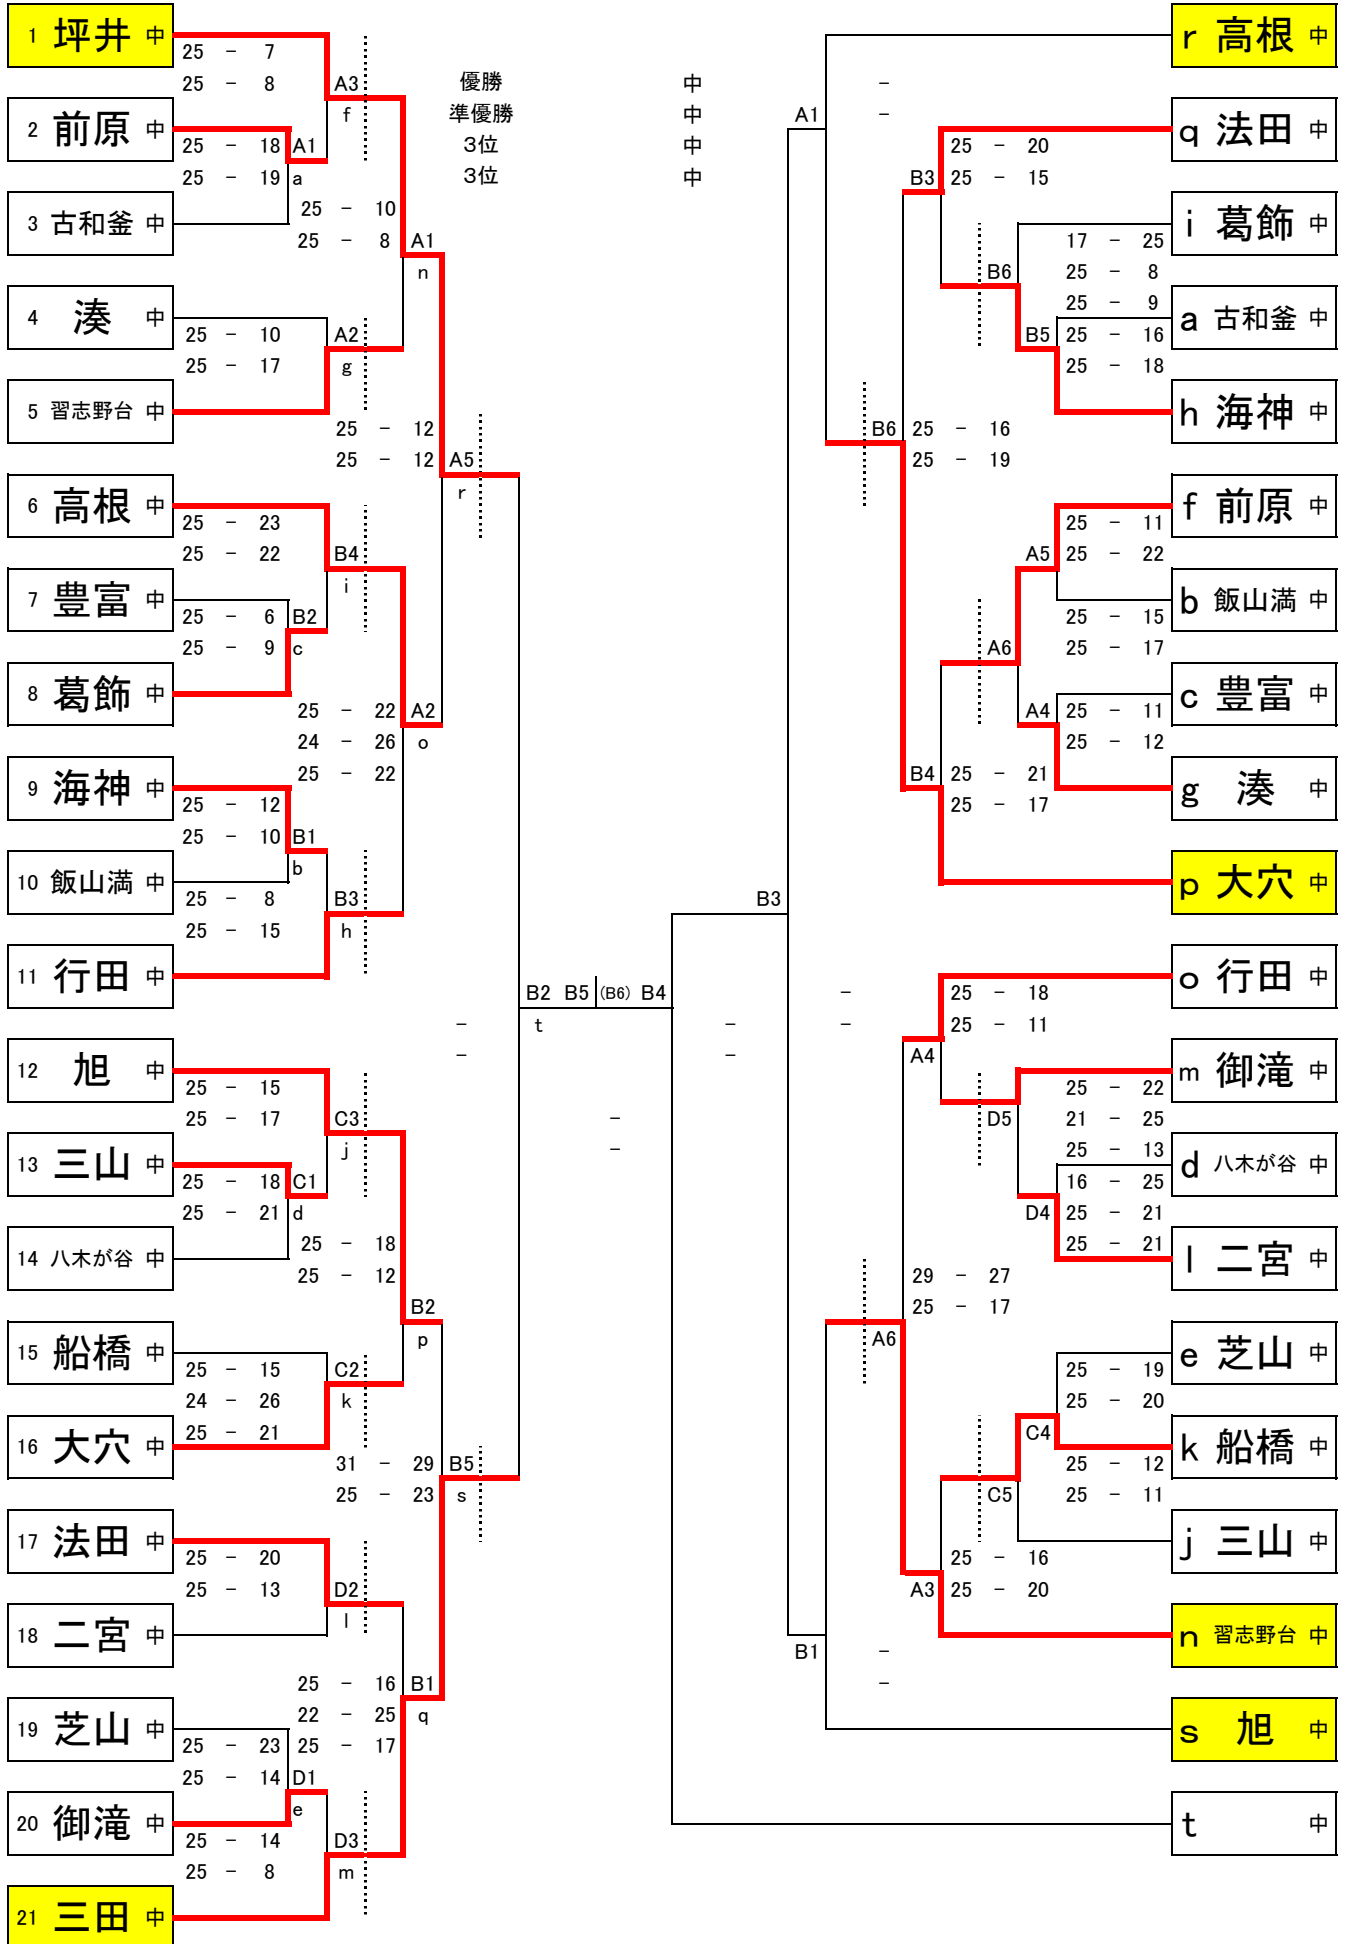 1 坪井 中
25 － 7
25 － 8
A3
f
2 前原 中
25 － 18 A1
25 － 19 a
3 古和釜 中
25 － 10
25 － 8 A1
n
4 湊 中
25 － 10 A2
25 － 17 g
5 習志野台 中
25 － 12
25 － 12 A5
r
6 高根 中
25 － 23
25 － 22 B4
i
7 豊富 中
25 － 6 B2
25 － 9 c
8 葛飾 中
25 － 22 A2
24 － 26 o
25 － 22
9 海神 中
25 － 12
25 － 10 B1
b
10 飯山満 中
25 － 8 B3
25 － 15 h
11 行田 中
B2 B5 (B6) B4
－ t
－
12 旭 中
25 － 15
25 － 17 C3
j
13 三山 中
25 － 18 C1
25 － 21 d
14 八木が谷 中
25 － 18
25 － 12
B2
p
15 船橋 中
25 － 15 C2
24 － 26 k
25 － 21
16 大穴 中
31 － 29 B5
25 － 23 s
17 法田 中
25 － 20
25 － 13 D2
l
18 二宮 中
25 － 16 B1
22 － 25 q
25 － 17
19 芝山 中
25 － 23
25 － 14 D1
e
20 御滝 中
25 － 14 D3
25 － 8 m
21 三田 中
優勝 中
準優勝 中
3位 中
3位 中
－
－
r 高根 中
－
－
A1
q 法田 中
25 － 20
B3 25 － 15
i 葛飾 中
17 － 25
B6 25 － 8
25 － 9
a 古和釜 中
B5 25 － 16
25 － 18
h 海神 中
B6 25 － 16
25 － 19
f 前原 中
25 － 11
A5 25 － 22
b 飯山満 中
25 － 15
A6 25 － 17
c 豊富 中
A4 25 － 11
25 － 12
g 湊 中
B4 25 － 21
25 － 17
p 大穴 中
B3
－
－
o 行田 中
－ 25 － 18
－ 25 － 11
A4
m 御滝 中
25 － 22
D5 21 － 25
25 － 13
d 八木が谷 中
16 － 25
D4 25 － 21
25 － 21
l 二宮 中
29 － 27
25 － 17
A6
e 芝山 中
25 － 19
25 － 20
C4
k 船橋 中
25 － 12
C5 25 － 11
j 三山 中
25 － 16
A3 25 － 20
n 習志野台 中
B1 －
－
s 旭 中
t 中